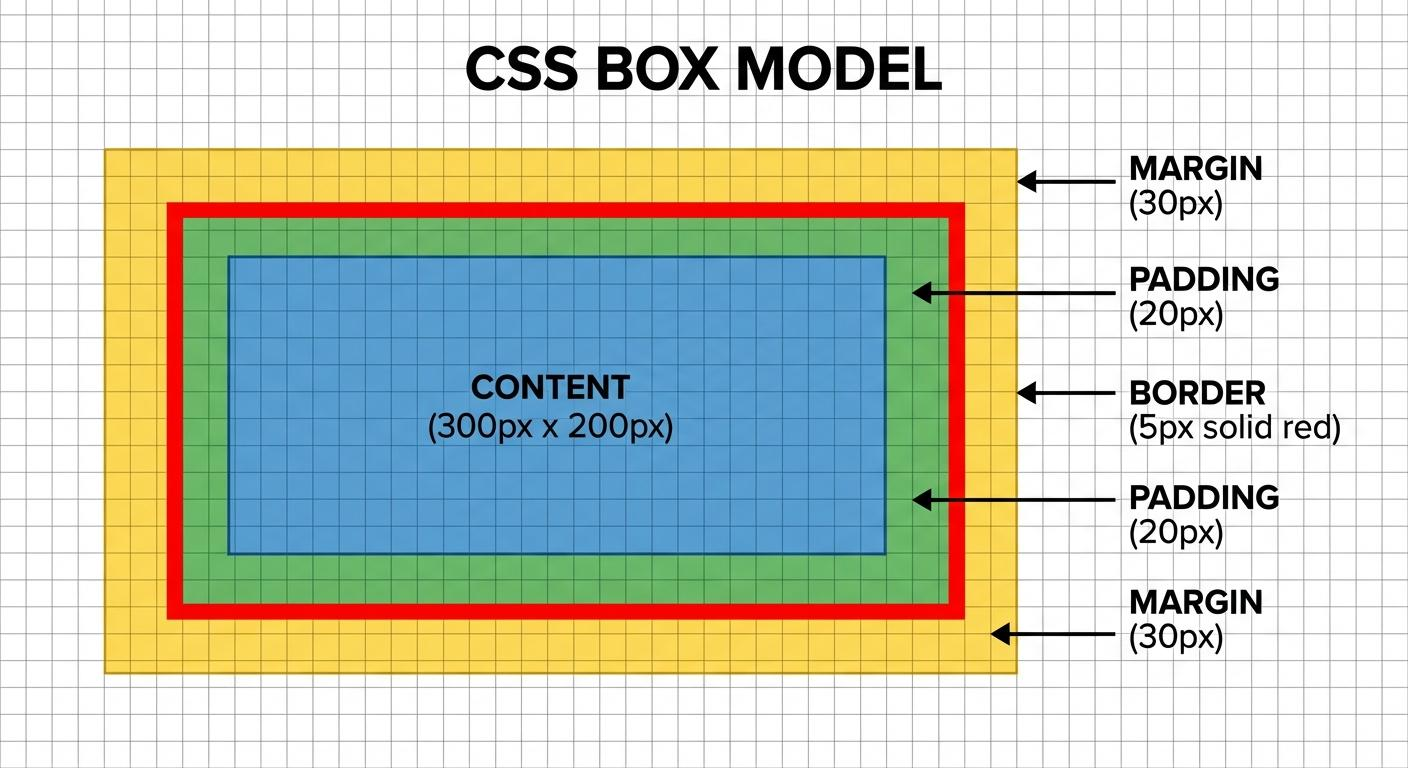 CSS BOX MODEL
MARGIN
(30px)
PADDING
(20px)
CONTENT
(300px x 200px)
BORDER
(5px solid red)
PADDING
(20px)
MARGIN
(30px)